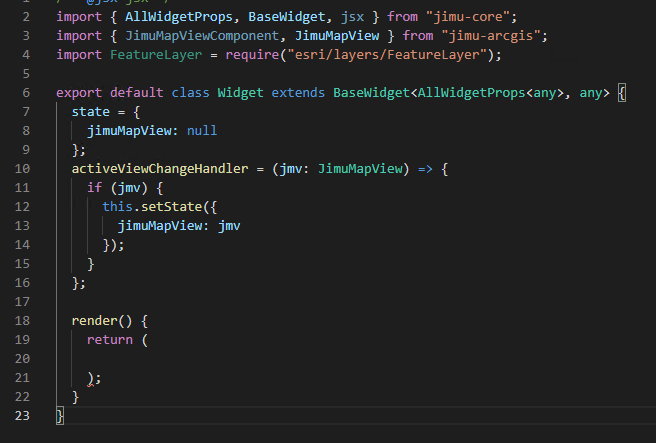 2 import { AllWidgetProps, BaseWidget, jsx } from "jimu-core";
3 import { JimuMapViewComponent, JimuMapView } from "jimu-arcgis";
4 import FeatureLayer = require("esri/layers/FeatureLayer");
5
6 export default class Widget extends BaseWidget<AllWidgetProps<any>, any> {
7   state = {
8     jimuMapView: null
9   };
10   activeViewChangeHandler = (jmv: JimuMapView) => {
11     if (jmv) {
12       this.setState({
13         jimuMapView: jmv
14       });
15     }
16   };
17
18   render() {
19     return (
20
21     );
22   }
23 }